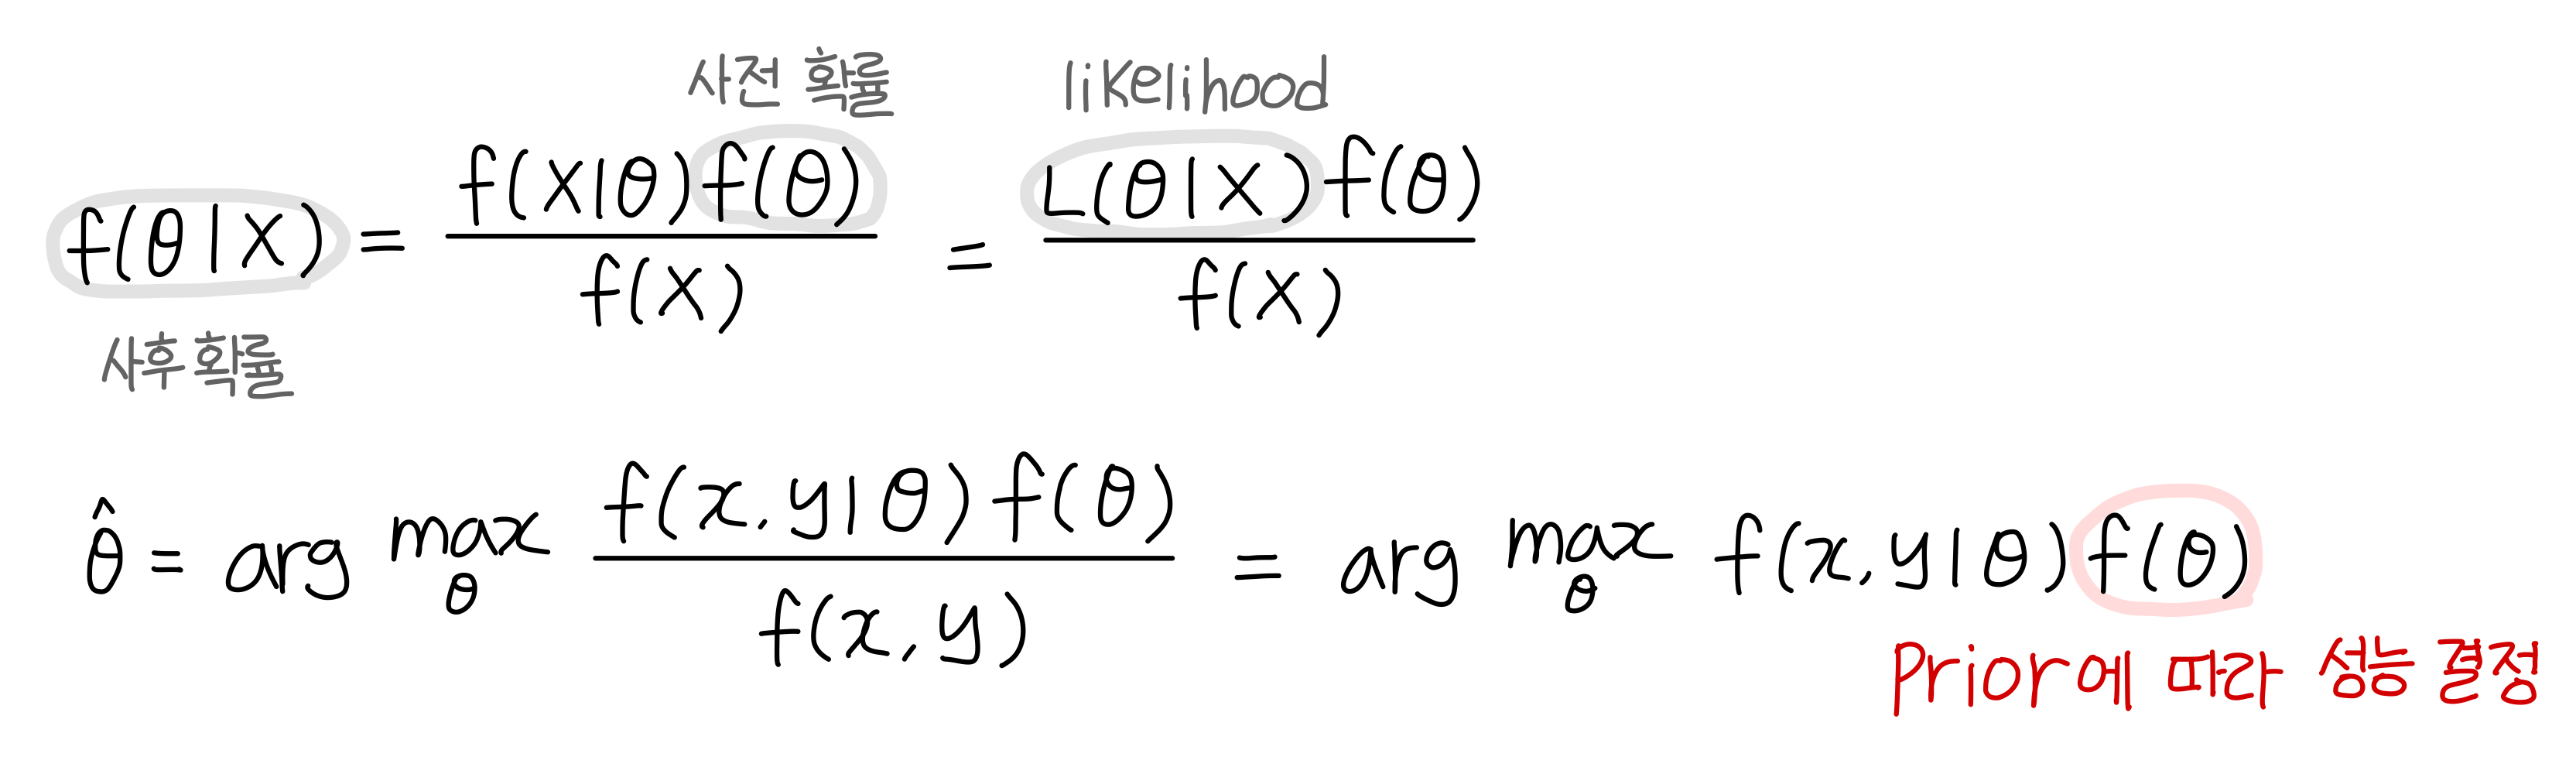 사전 확률 likelihood
f(θ|X) = f(X|θ)f(θ) / f(X) = L(θ|X)f(θ) / f(X)
사후 확률
θ̂ = arg max_θ f(x,y|θ)f(θ) / f(x,y) = arg max_θ f(x,y|θ)f(θ)
Prior에 따라 성능 결정